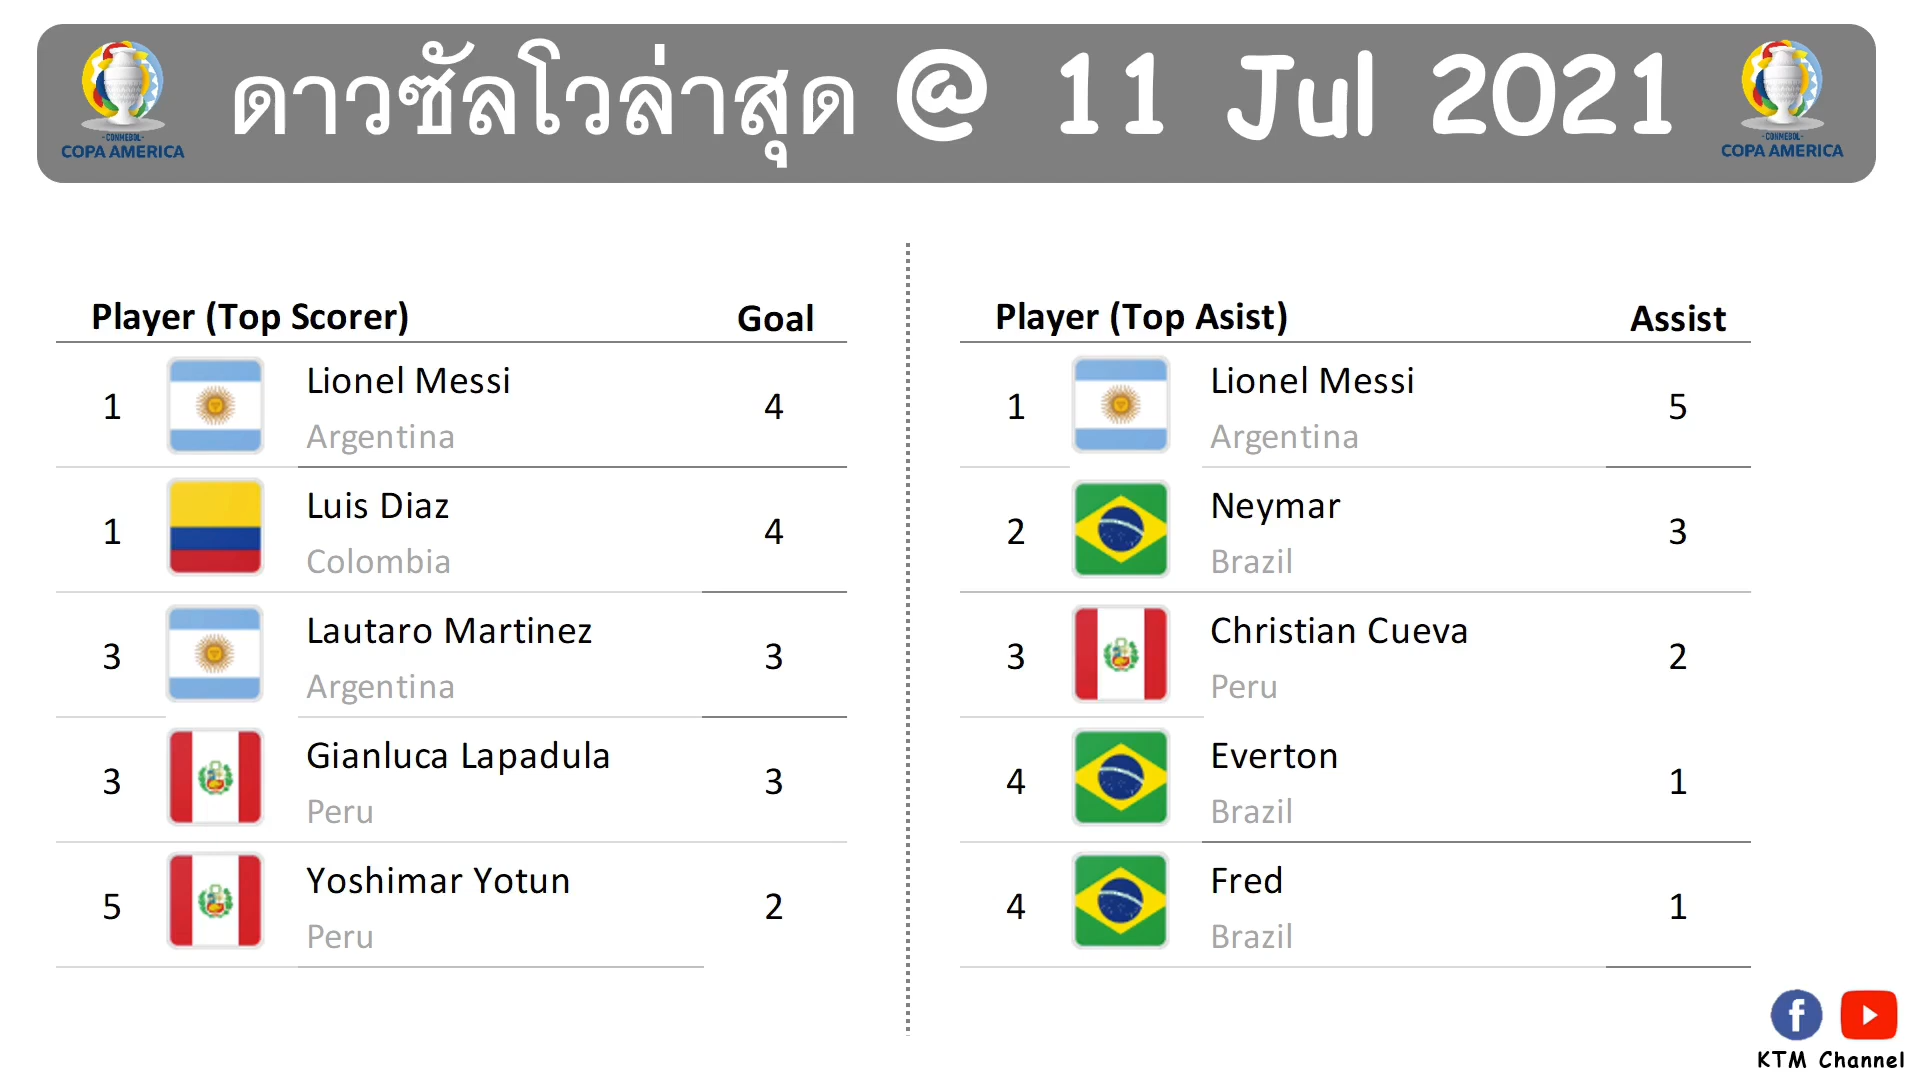 ดาวซัลโวล่าสุด @ 11 Jul 2021
-CONMEBOL-
COPA AMERICA
-CONMEBOL-
COPA AMERICA
Player (Top Scorer) Goal
1 Lionel Messi 4
Argentina
1 Luis Diaz 4
Colombia
3 Lautaro Martinez 3
Argentina
3 Gianluca Lapadula 3
Peru
5 Yoshimar Yotun 2
Peru
Player (Top Asist) Assist
1 Lionel Messi 5
Argentina
2 Neymar 3
Brazil
3 Christian Cueva 2
Peru
4 Everton 1
Brazil
4 Fred 1
Brazil
f
KTM Channel